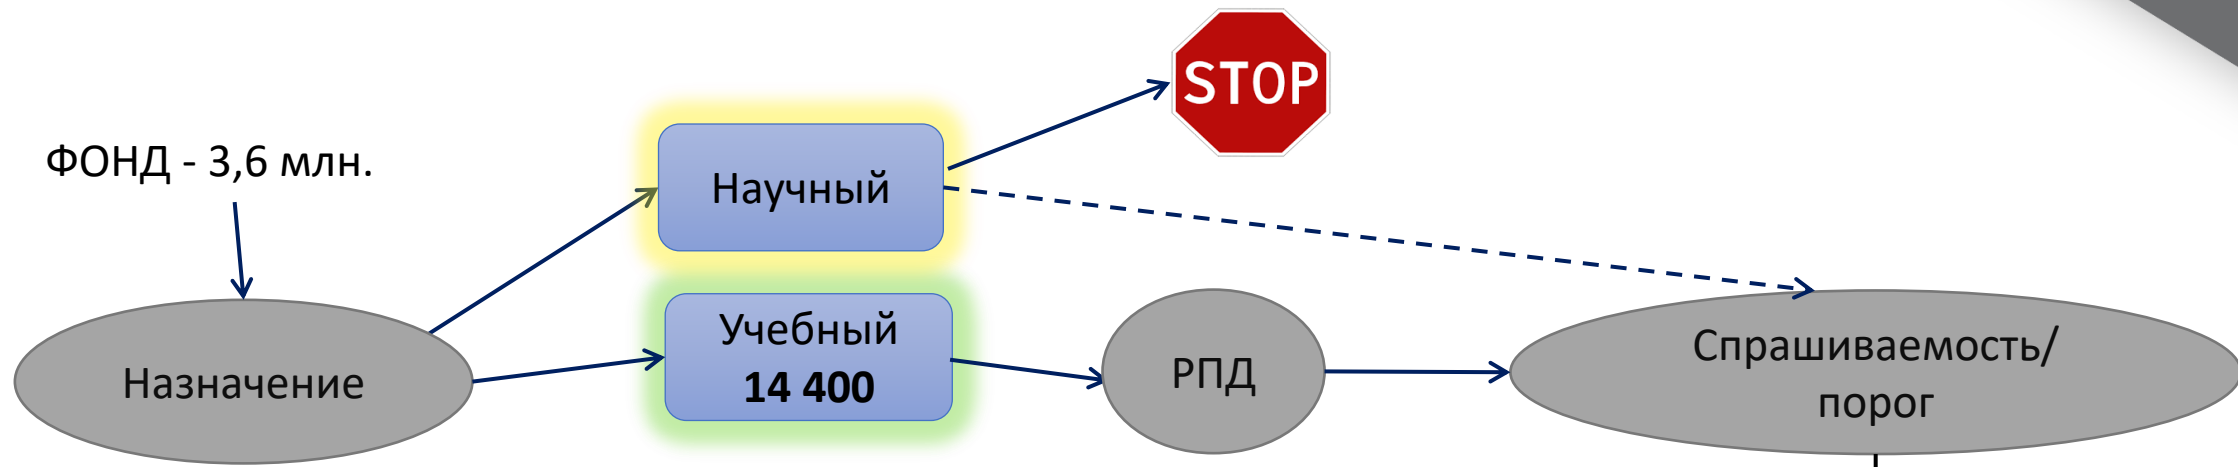 STOP
ФОНД - 3,6 млн.
Научный
Назначение
Учебный
14 400
РПД
Спрашиваемость/
порог